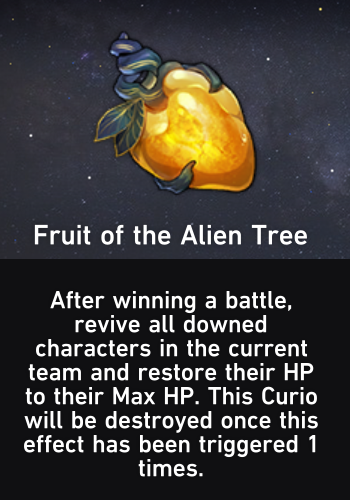 Fruit of the Alien Tree
After winning a battle,
revive all downed
characters in the current
team and restore their HP
to their Max HP. This Curio
will be destroyed once this
effect has been triggered 1
times.